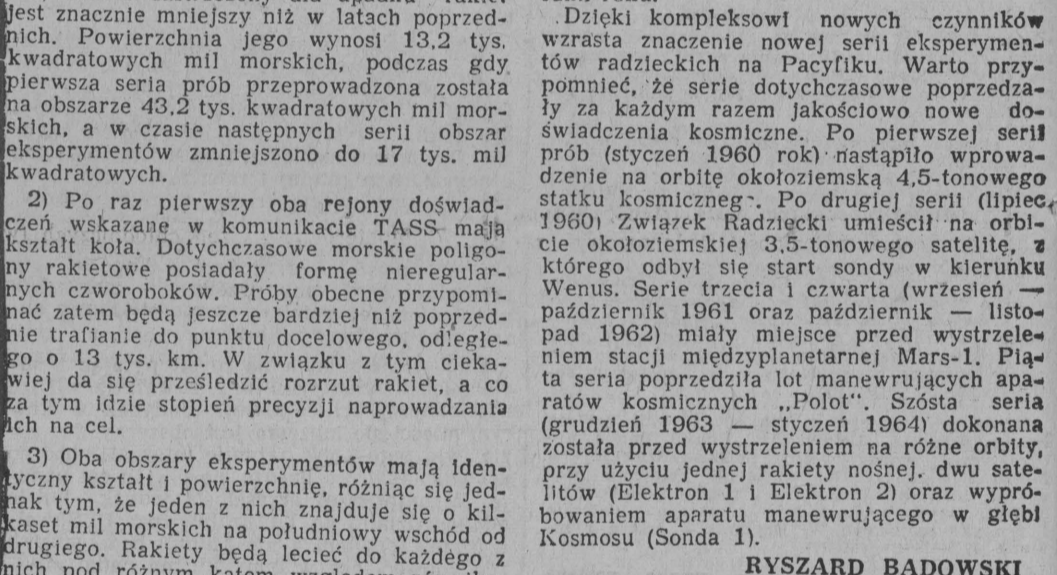 jest znacznie mniejszy niż w latach poprzed-
nich. Powierzchnia jego wynosi 13,2 tys.
kwadratowych mil morskich, podczas gdy
pierwsza seria prób przeprowadzona została
na obszarze 43,2 tys. kwadratowych mil mor-
skich, a w czasie następnych serii obszar
eksperymentów zmniejszono do 17 tys. mil
kwadratowych.
2) Po raz pierwszy oba rejony doświad-
czeń wskazane w komunikacie TASS mają
kształt koła. Dotychczasowe morskie poligo-
ny rakietowe posiadały formę nieregular-
nych czworoboków. Próby obecne przypomi-
nać zatem będą jeszcze bardziej niż poprzed-
nie trafianie do punktu docelowego, odległe-
go o 13 tys. km. W związku z tym cieka-
wiej da się prześledzić rozrzut rakiet, a co
za tym idzie stopień precyzji naprowadzania
ich na cel.
3) Oba obszary eksperymentów mają iden-
tyczny kształt i powierzchnię, różniąc się jed-
nak tym, że jeden z nich znajduje się o kil-
kaset mil morskich na południowy wschód od
drugiego. Rakiety będą lecieć do każdego z
nich pod różnym kątem
Dzięki kompleksowi nowych czynników
wzrasta znaczenie nowej serii eksperymen-
tów radzieckich na Pacyfiku. Warto przy-
pomnieć, że serie dotychczasowe poprzedza-
ły za każdym razem jakościowo nowe do-
świadczenia kosmiczne. Po pierwszej serii
prób (styczeń 1960 rok) nastąpiło wprowa-
dzenie na orbitę okołoziemską 4,5-tonowego
statku kosmiczneg. Po drugiej serii (lipiec
1960) Związek Radziecki umieścił na orbi-
cie okołoziemskiej 3,5-tonowego satelitę, z
którego odbył się start sondy w kierunku
Wenus. Serie trzecia i czwarta (wrzesień —
październik 1961 oraz październik — listo-
pad 1962) miały miejsce przed wystrzele-
niem stacji międzyplanetarnej Mars-1. Pią-
ta seria poprzedziła lot manewrujących apa-
ratów kosmicznych „Polot". Szósta seria
(grudzień 1963 — styczeń 1964) dokonana
została przed wystrzeleniem na różne orbity,
przy użyciu jednej rakiety nośnej, dwu sate-
litów (Elektron 1 i Elektron 2) oraz wypró-
bowaniem aparatu manewrującego w głębi
Kosmosu (Sonda 1).
RYSZARD BADOWSKI